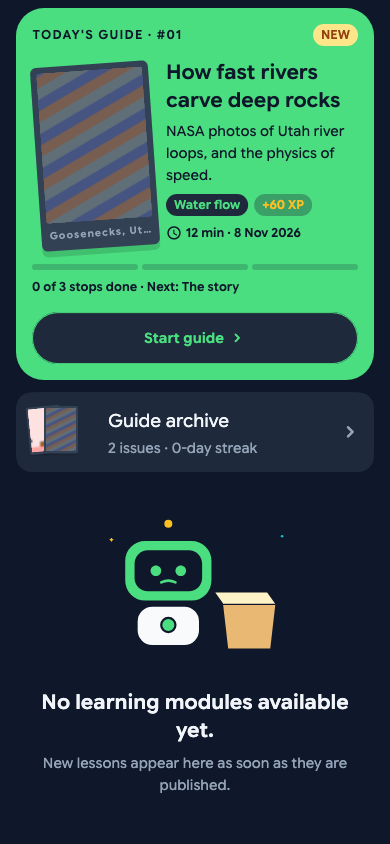 TODAY'S GUIDE · #01
NEW
How fast rivers
carve deep rocks
NASA photos of Utah river
loops, and the physics of
speed.
Goosenecks, Ut...
Water flow
+60 XP
12 min · 8 Nov 2026
0 of 3 stops done · Next: The story
Start guide
Guide archive
2 issues · 0-day streak
No learning modules available
yet.
New lessons appear here as soon as they are
published.